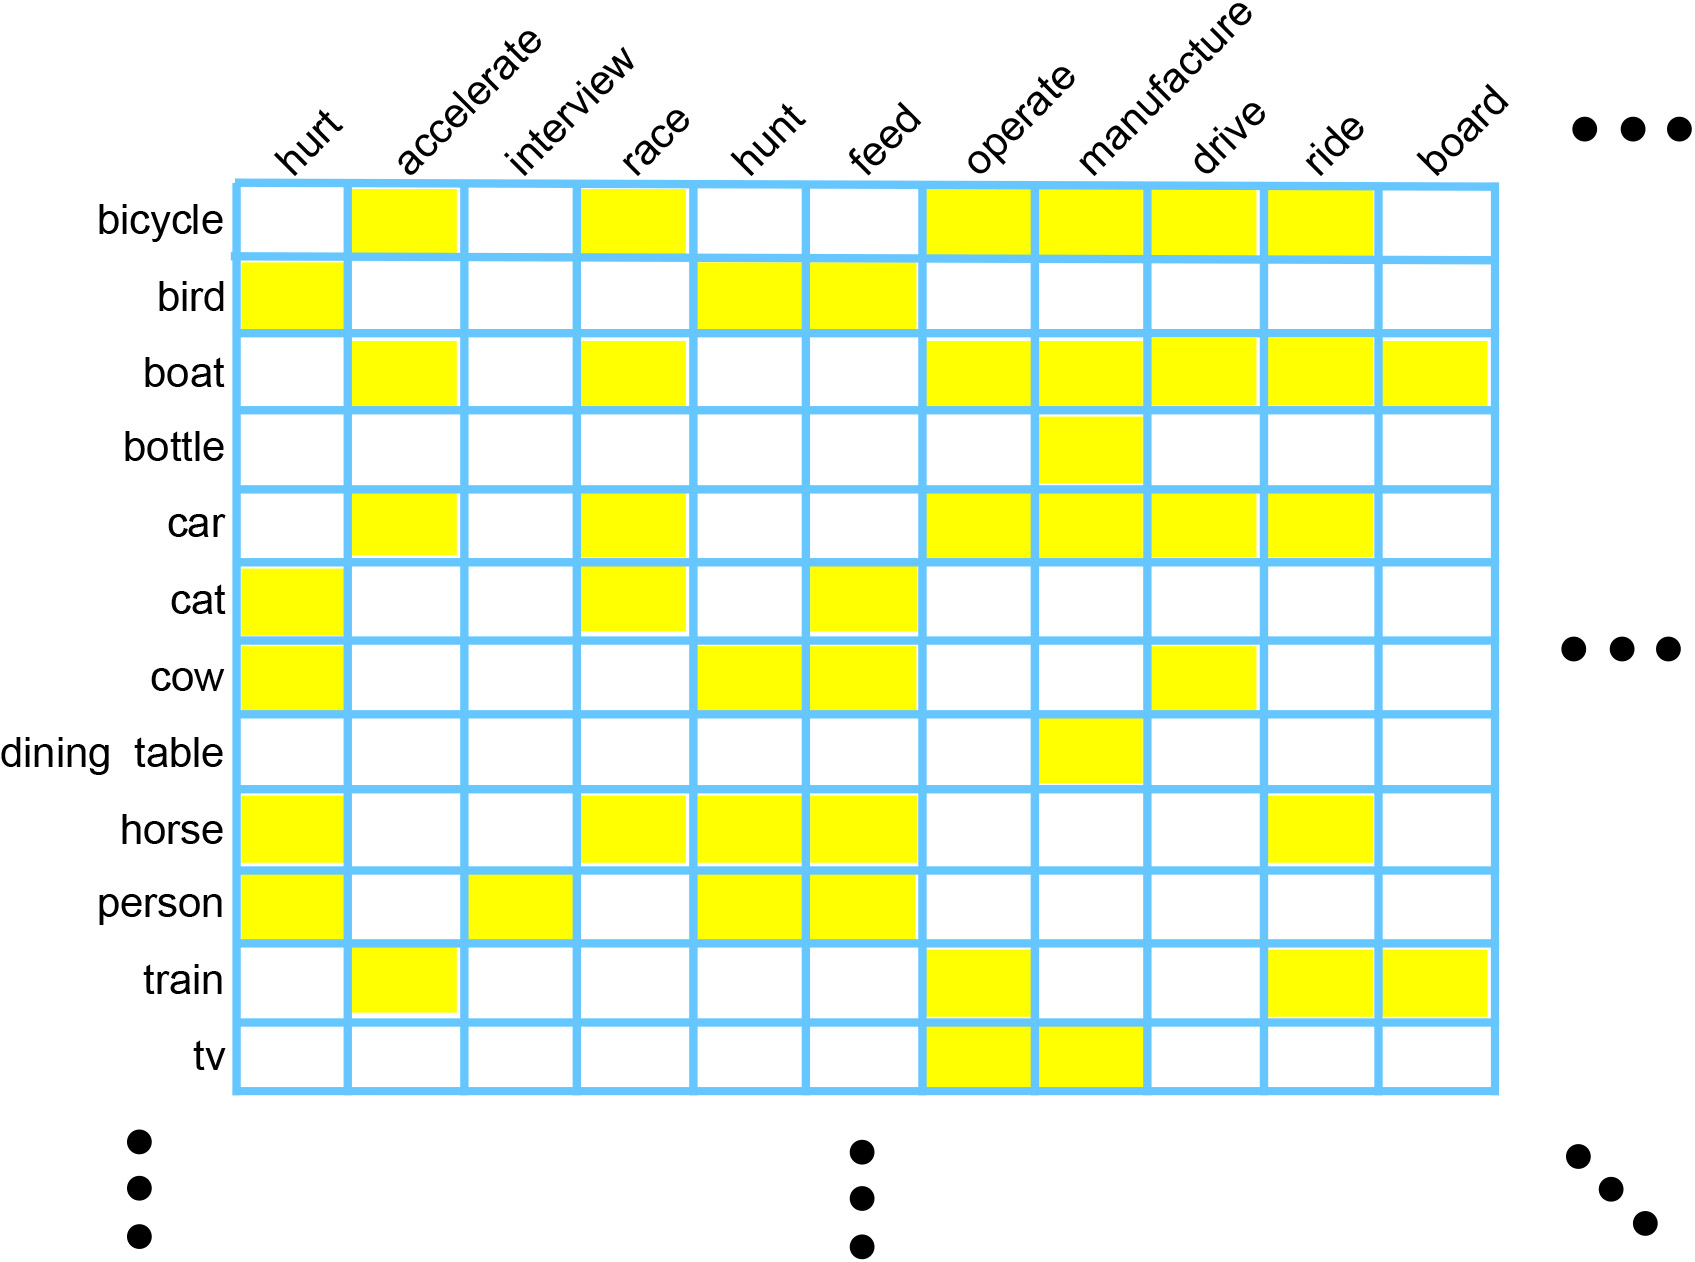 hurt
accelerate
interview
race
hunt
feed
operate
manufacture
drive
ride
board
bicycle
bird
boat
bottle
car
cat
cow
dining table
horse
person
train
tv